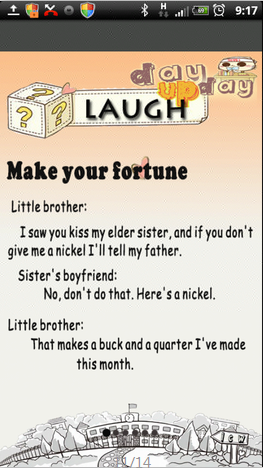 H
9:17
day
up day
? ? ?
LAUGH
Make your fortune
Little brother:
I saw you kiss my elder sister, and if you don't
give me a nickel I'll tell my father.
Sister's boyfriend:
No, don't do that. Here's a nickel.
Little brother:
That makes a buck and a quarter I've made
this month.
1/14